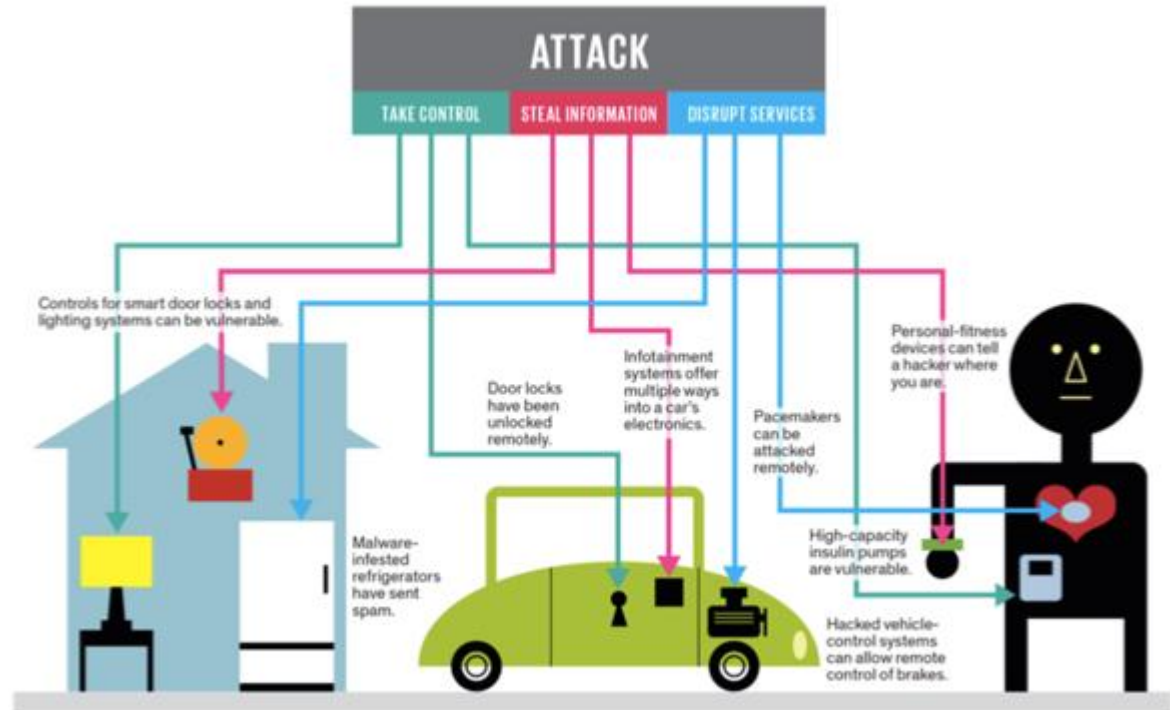 ATTACK
TAKE CONTROL
STEAL INFORMATION
DISRUPT SERVICES
Controls for smart door locks and
lighting systems can be vulnerable.
Malware-
infested
refrigerators
have sent
spam.
Door locks
have been
unlocked
remotely.
Infotainment
systems offer
multiple ways
into a car's
electronics.
Pacemakers
can be
attacked
remotely.
Personal-fitness
devices can tell
a hacker where
you are.
High-capacity
insulin pumps
are vulnerable.
Hacked vehicle-
control systems
can allow remote
control of brakes.